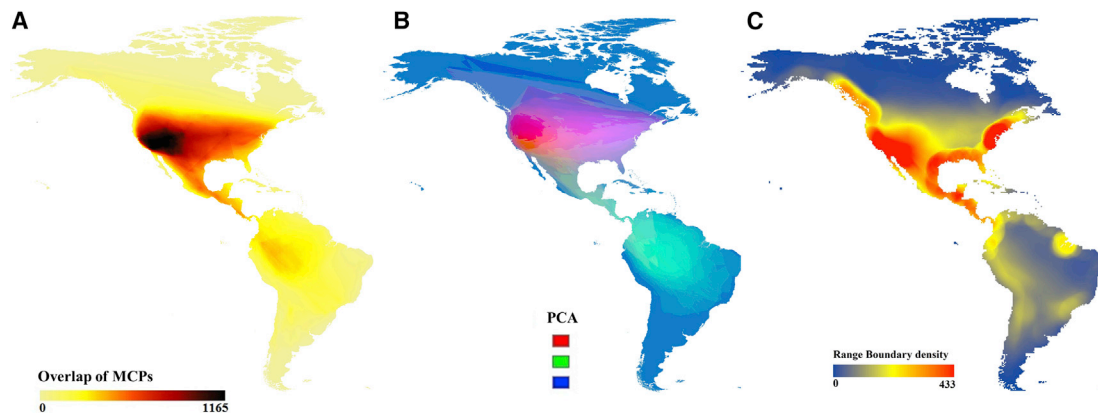 A
B
C
Overlap of MCPs
0 1165
PCA
Range Boundary density
0 433